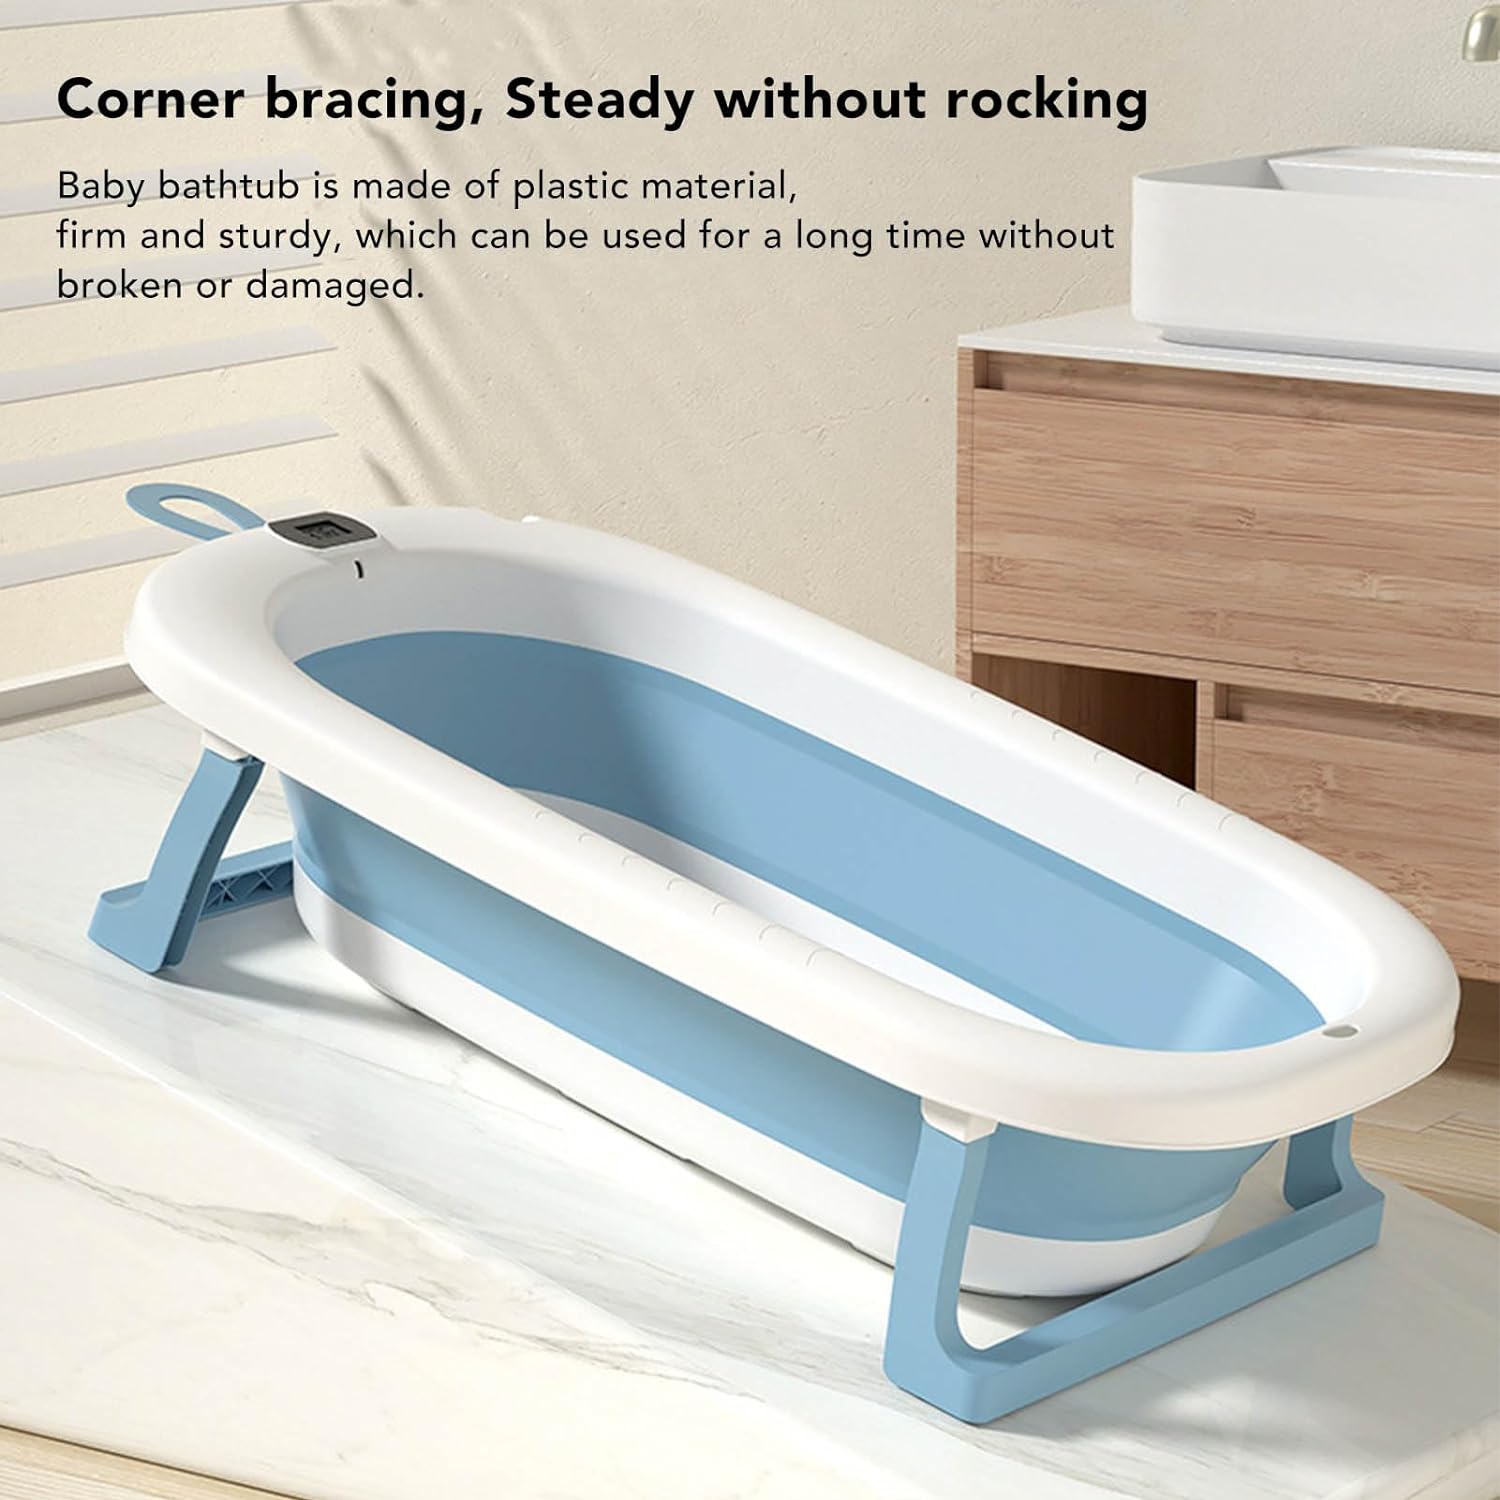 Corner bracing, Steady without rocking
Baby bathtub is made of plastic material,
firm and sturdy, which can be used for a long time without
broken or damaged.